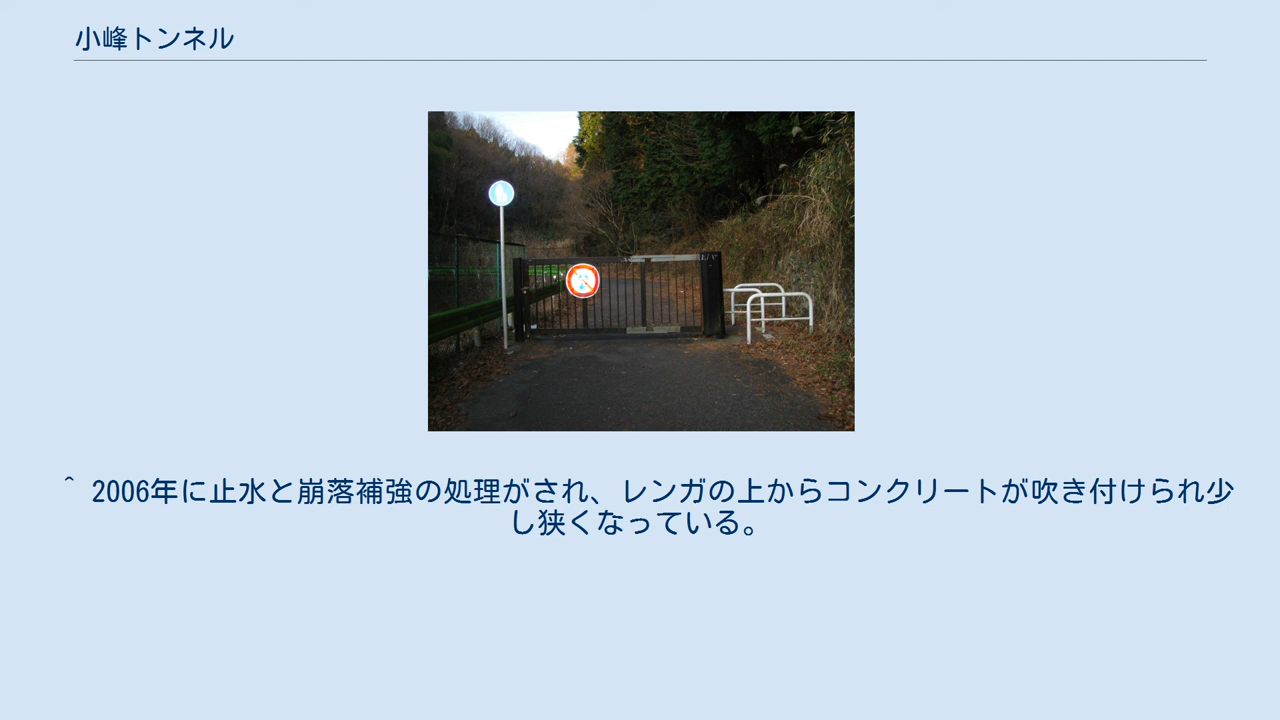 小峰トンネル
^ 2006年に止水と崩落補強の処理がされ、レンガの上からコンクリートが吹き付けられ少
し狭くなっている。